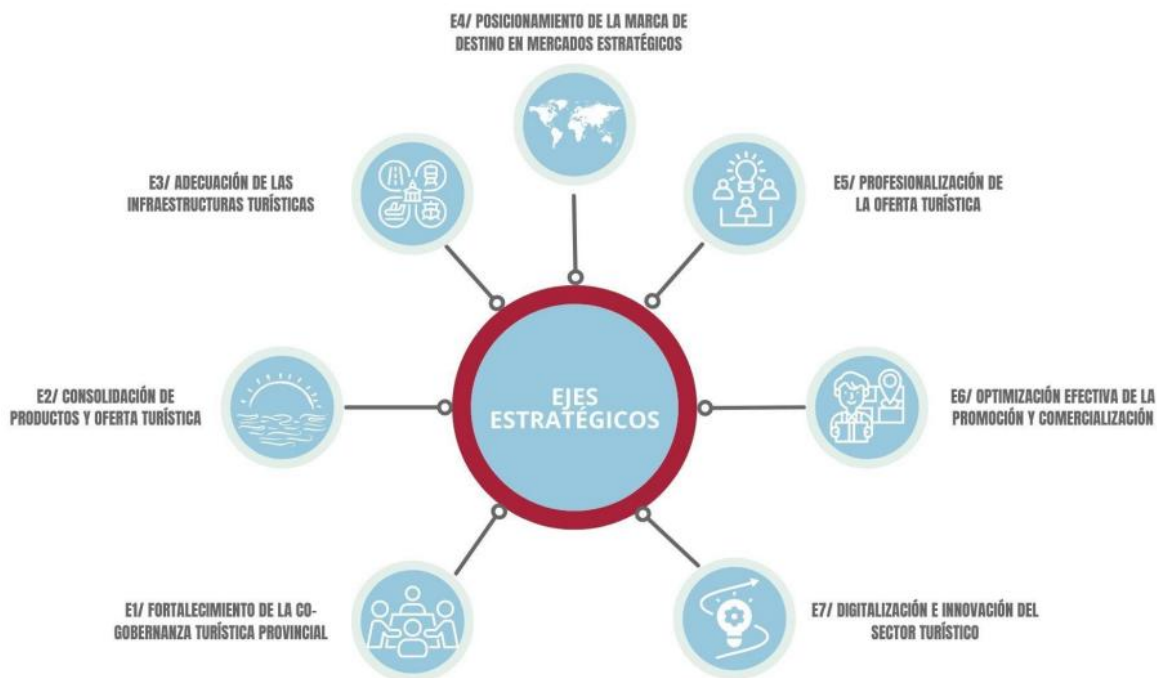 E4/ POSICIONAMIENTO DE LA MARCA DE
DESTINO EN MERCADOS ESTRATÉGICOS
E3/ ADECUACIÓN DE LAS
INFRAESTRUCTURAS TURÍSTICAS
E5/ PROFESIONALIZACIÓN DE
LA OFERTA TURÍSTICA
E2/ CONSOLIDACIÓN DE
PRODUCTOS Y OFERTA TURÍSTICA
EJES
ESTRATÉGICOS
E6/ OPTIMIZACIÓN EFECTIVA DE LA
PROMOCIÓN Y COMERCIALIZACIÓN
E1/ FORTALECIMIENTO DE LA CO-
GOBERNANZA TURÍSTICA PROVINCIAL
E7/ DIGITALIZACIÓN E INNOVACIÓN DEL
SECTOR TURÍSTICO